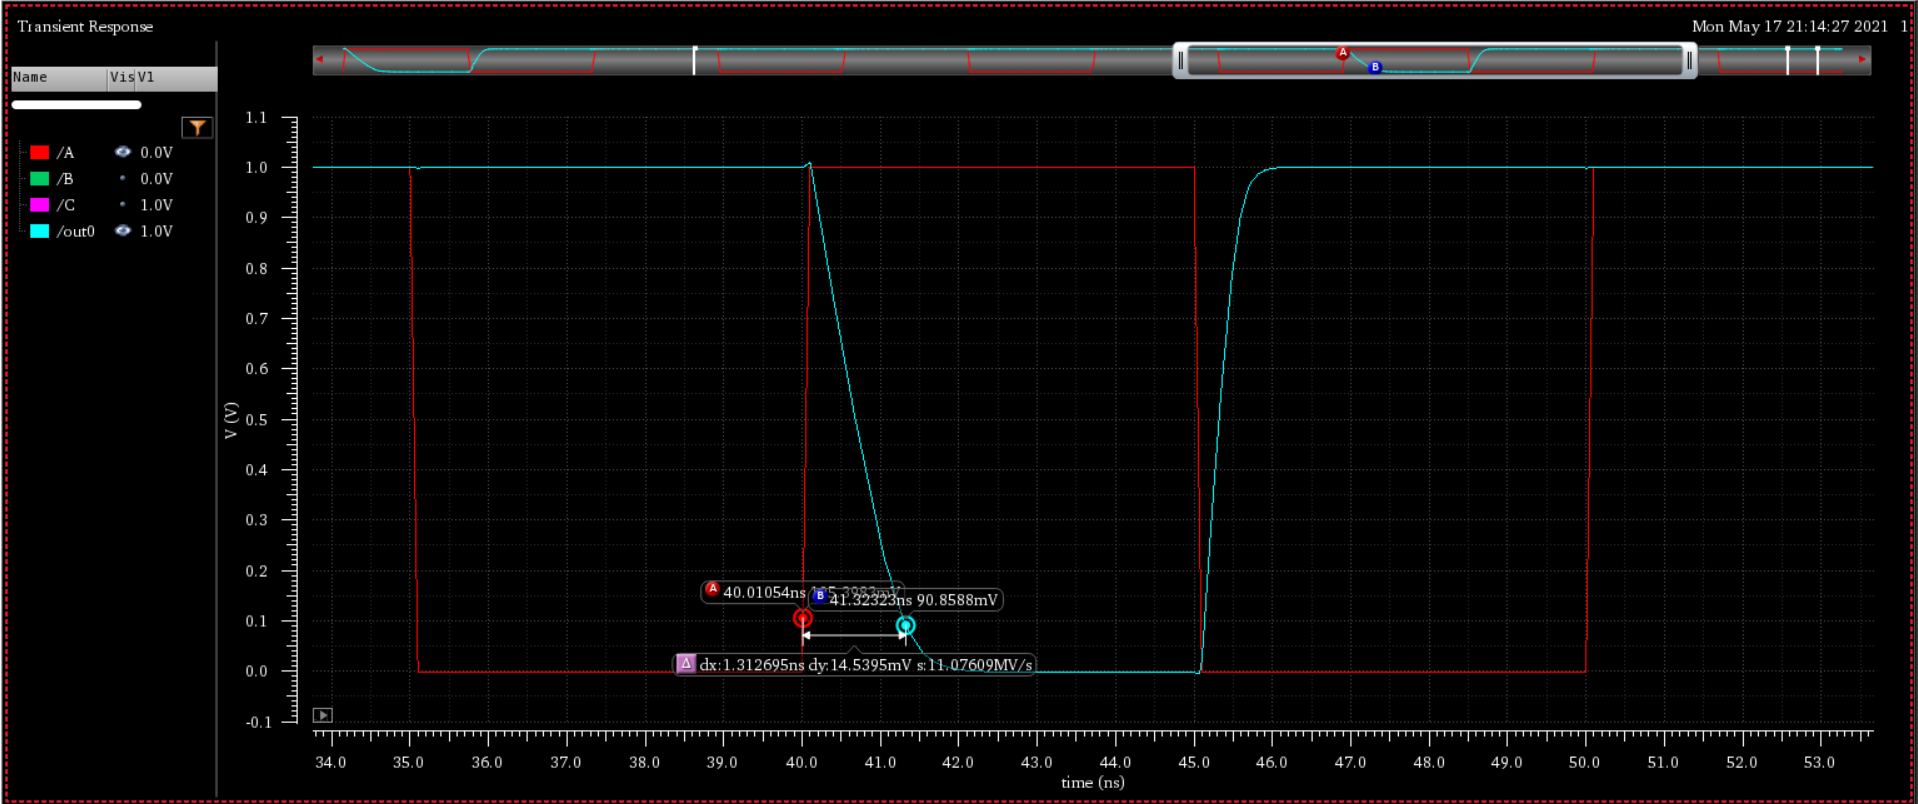 Transient Response
Mon May 17 21:14:27 2021 1
Name Vis V1
/A 0.0V
/B 0.0V
/C 1.0V
/out0 1.0V
A
B
1.1
1.0
0.9
0.8
0.7
0.6
0.5
0.4
0.3
0.2
0.1
0.0
-0.1
V (V)
A 40.01054ns
B 41.32323ns 90.8588mV
Δ dx:1.312695ns dy:14.5395mV s:11.07609MV/s
34.0 35.0 36.0 37.0 38.0 39.0 40.0 41.0 42.0 43.0 44.0 45.0 46.0 47.0 48.0 49.0 50.0 51.0 52.0 53.0
time (ns)